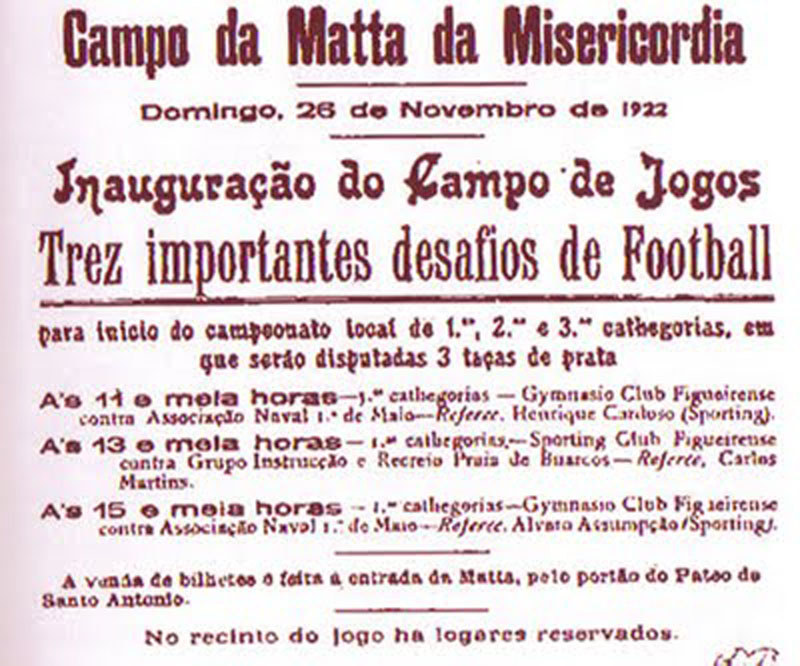 Campo da Matta da Misericordia
Domingo, 26 de Novembro de 1922
Inauguração do Campo de Jogos
Trez importantes desafios de Football
para inicio do campeonato local de 1.ᵃˢ, 2.ᵃˢ e 3.ᵃˢ cathegorias, em
que serão disputadas 3 taças de prata
A's 11 e meia horas—1.ᵃˢ cathegorias — Gymnasio Club Figueirense
contra Associação Naval 1.º de Maio—Referee, Henrique Cardoso (Sporting).
A's 13 e meia horas— 1.ᵃˢ cathegorias,—Sporting Club Figueirense
contra Grupo Instrucção e Recreio Praia de Buarcos — Referee, Carlos
Martins.
A's 15 e meia horas — 1.ᵃˢ cathegorias—Gymnasio Club Figueirense
contra Associação Naval 1.º de Maio—Referee, Alvaro Assumpção (Sporting).
A venda de bilhetes é feita á entrada da Matta, pelo portão do Pateo de
Santo Antonio.
No recinto do jogo ha logares reservados.